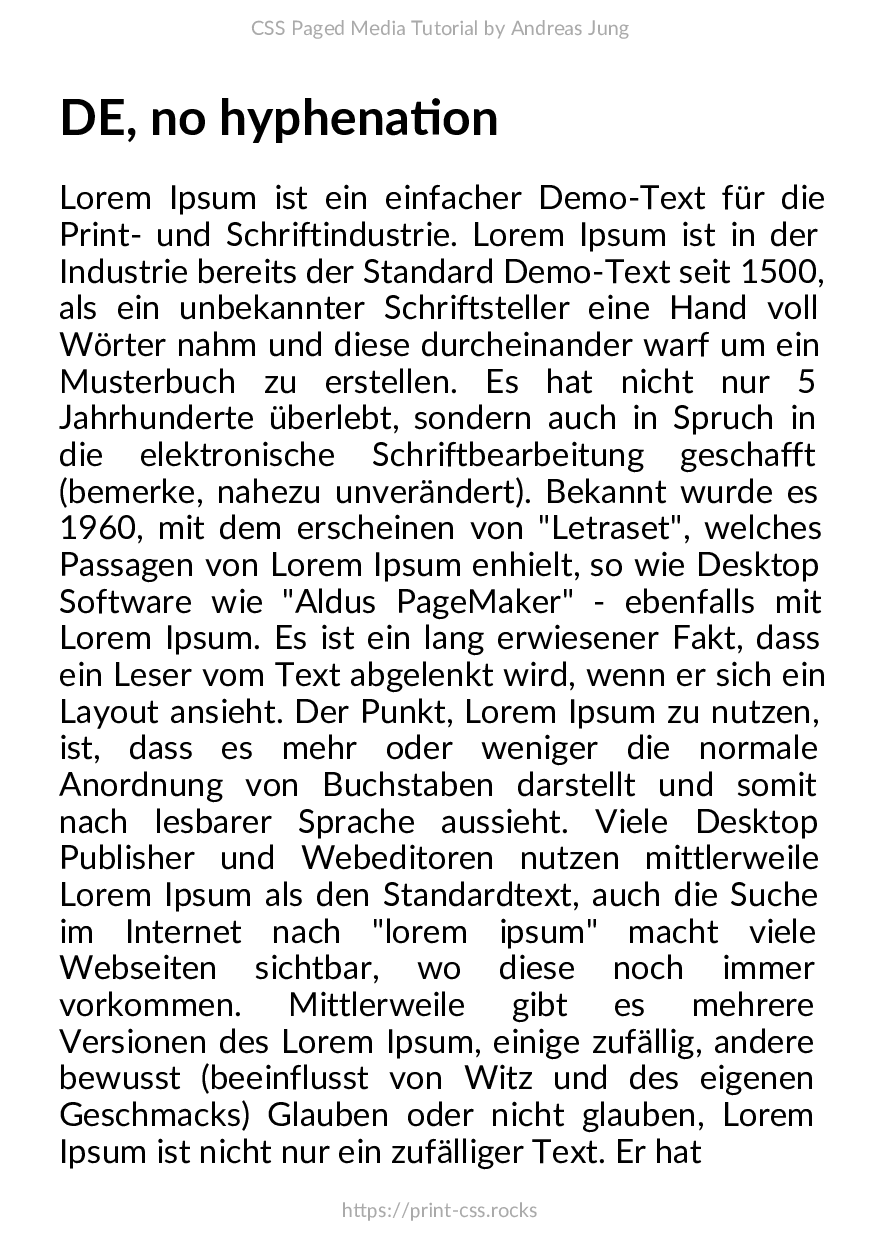 CSS Paged Media Tutorial by Andreas Jung
DE, no hyphenation
Lorem Ipsum ist ein einfacher Demo-Text für die
Print- und Schriftindustrie. Lorem Ipsum ist in der
Industrie bereits der Standard Demo-Text seit 1500,
als ein unbekannter Schriftsteller eine Hand voll
Wörter nahm und diese durcheinander warf um ein
Musterbuch zu erstellen. Es hat nicht nur 5
Jahrhunderte überlebt, sondern auch in Spruch in
die elektronische Schriftbearbeitung geschafft
(bemerke, nahezu unverändert). Bekannt wurde es
1960, mit dem erscheinen von "Letraset", welches
Passagen von Lorem Ipsum enhielt, so wie Desktop
Software wie "Aldus PageMaker" - ebenfalls mit
Lorem Ipsum. Es ist ein lang erwiesener Fakt, dass
ein Leser vom Text abgelenkt wird, wenn er sich ein
Layout ansieht. Der Punkt, Lorem Ipsum zu nutzen,
ist, dass es mehr oder weniger die normale
Anordnung von Buchstaben darstellt und somit
nach lesbarer Sprache aussieht. Viele Desktop
Publisher und Webeditoren nutzen mittlerweile
Lorem Ipsum als den Standardtext, auch die Suche
im Internet nach "lorem ipsum" macht viele
Webseiten sichtbar, wo diese noch immer
vorkommen. Mittlerweile gibt es mehrere
Versionen des Lorem Ipsum, einige zufällig, andere
bewusst (beeinflusst von Witz und des eigenen
Geschmacks) Glauben oder nicht glauben, Lorem
Ipsum ist nicht nur ein zufälliger Text. Er hat
https://print-css.rocks